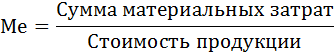 Ме = Сумма материальных затрат
Стоимость продукции